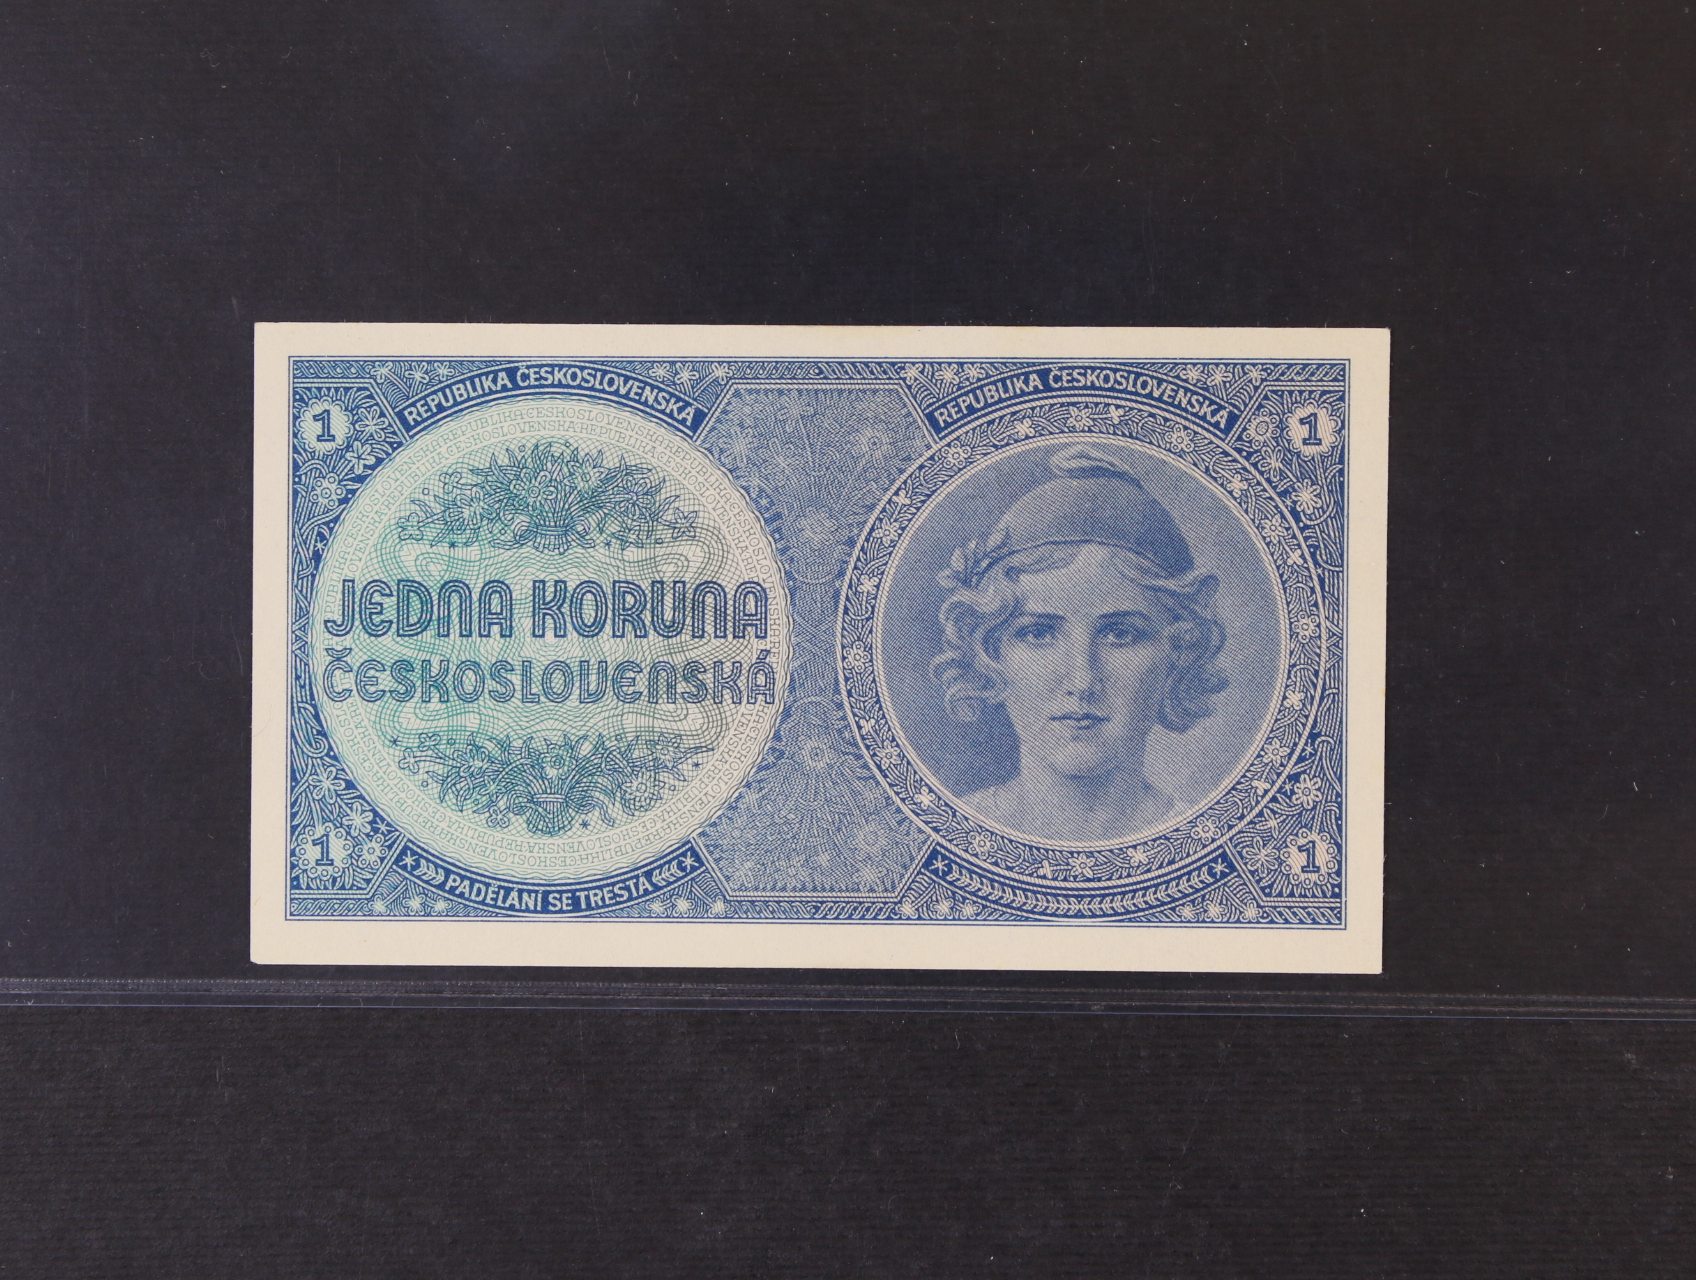 REPUBLIKA ČESKOSLOVENSKÁ
REPUBLIKA ČESKOSLOVENSKÁ
1
1
JEDNA KORUNA
ČESKOSLOVENSKÁ
1
1
PADĚLÁNÍ SE TRESTÁ